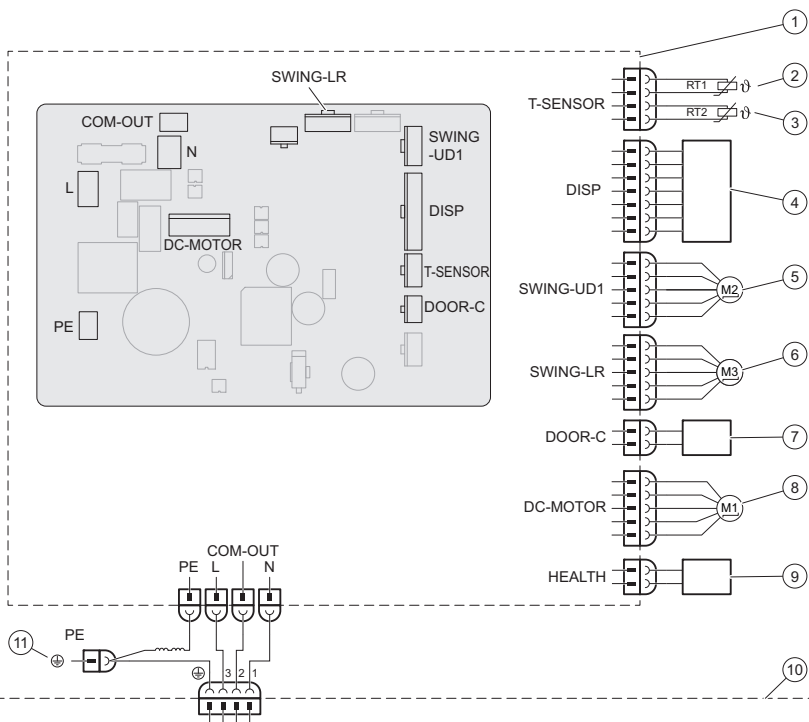 1
SWING-LR
2
RT1
ϑ
COM-OUT
T-SENSOR
3
RT2
ϑ
N
SWING
-UD1
L
DISP
4
DISP
DC-MOTOR
T-SENSOR
SWING-UD1
M2
5
DOOR-C
PE
6
SWING-LR
M3
DOOR-C
7
8
DC-MOTOR
M1
COM-OUT
PE L N
HEALTH
9
11
PE
3 2 1
10